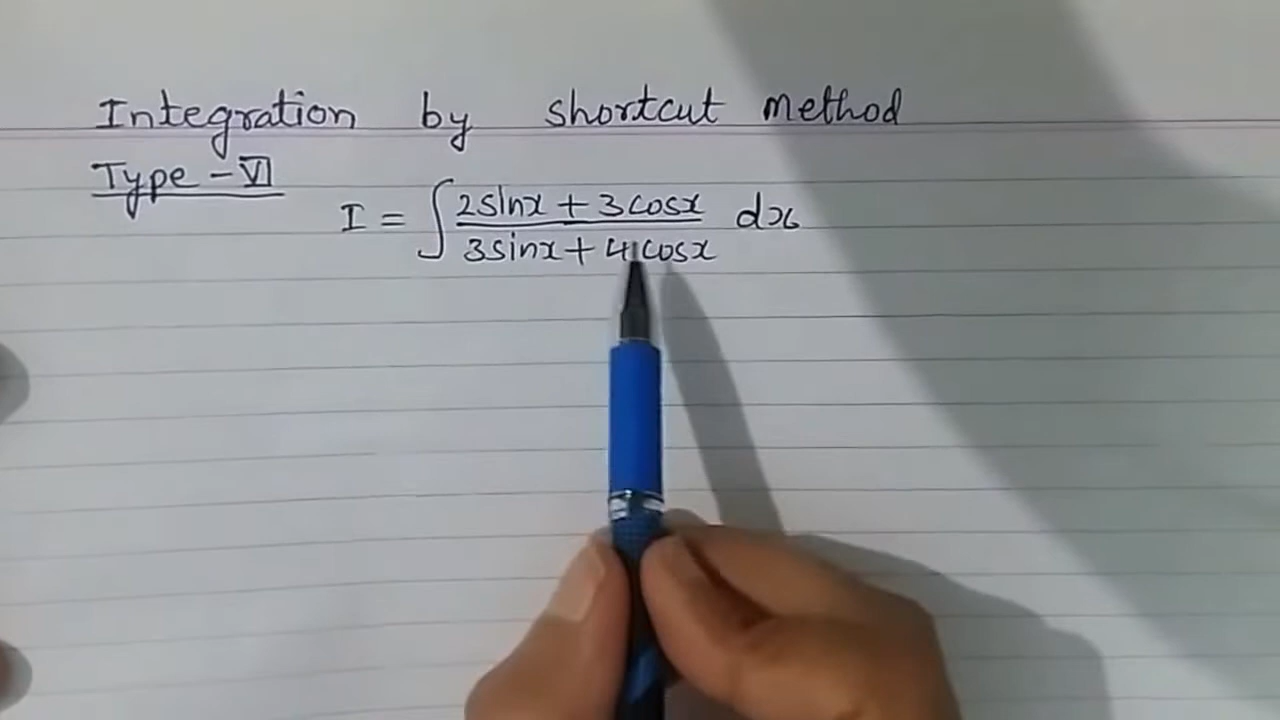 Integration by shortcut method
Type - VI
I = ∫ (2sinx + 3cosx)/(3sinx + 4cosx) dx